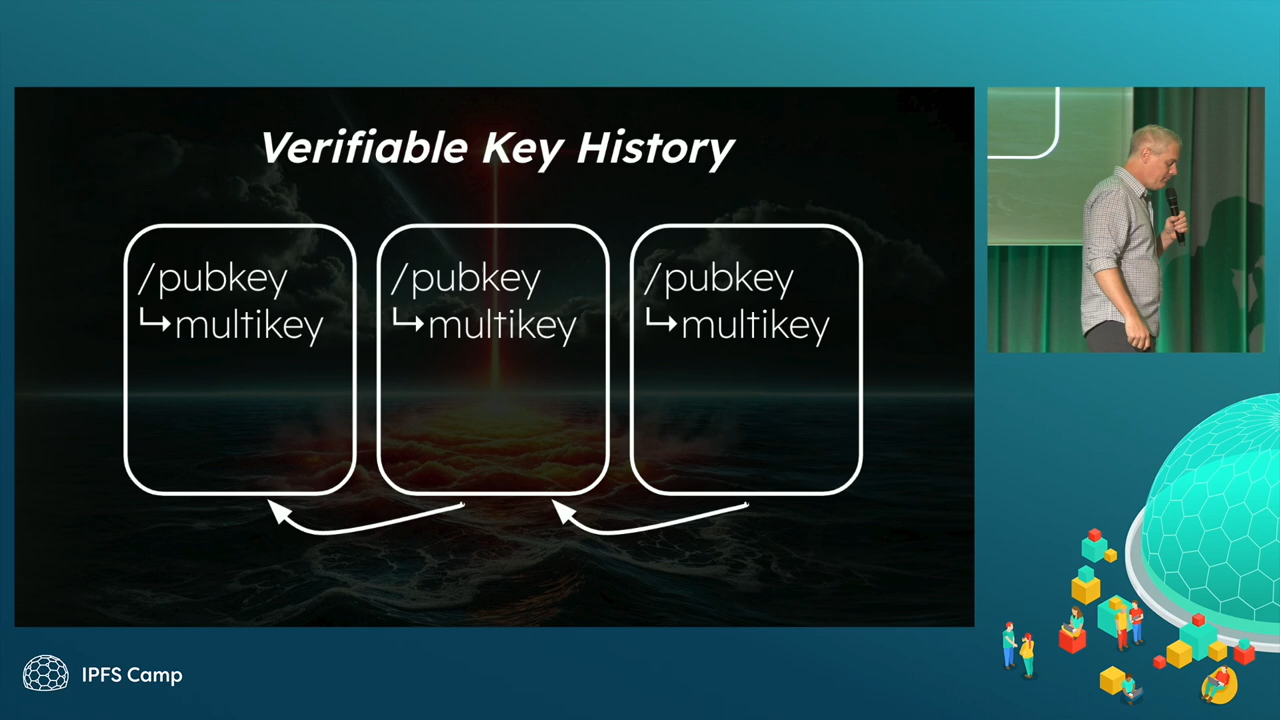 Verifiable Key History
/pubkey
↳multikey
/pubkey
↳multikey
/pubkey
↳multikey
IPFS Camp